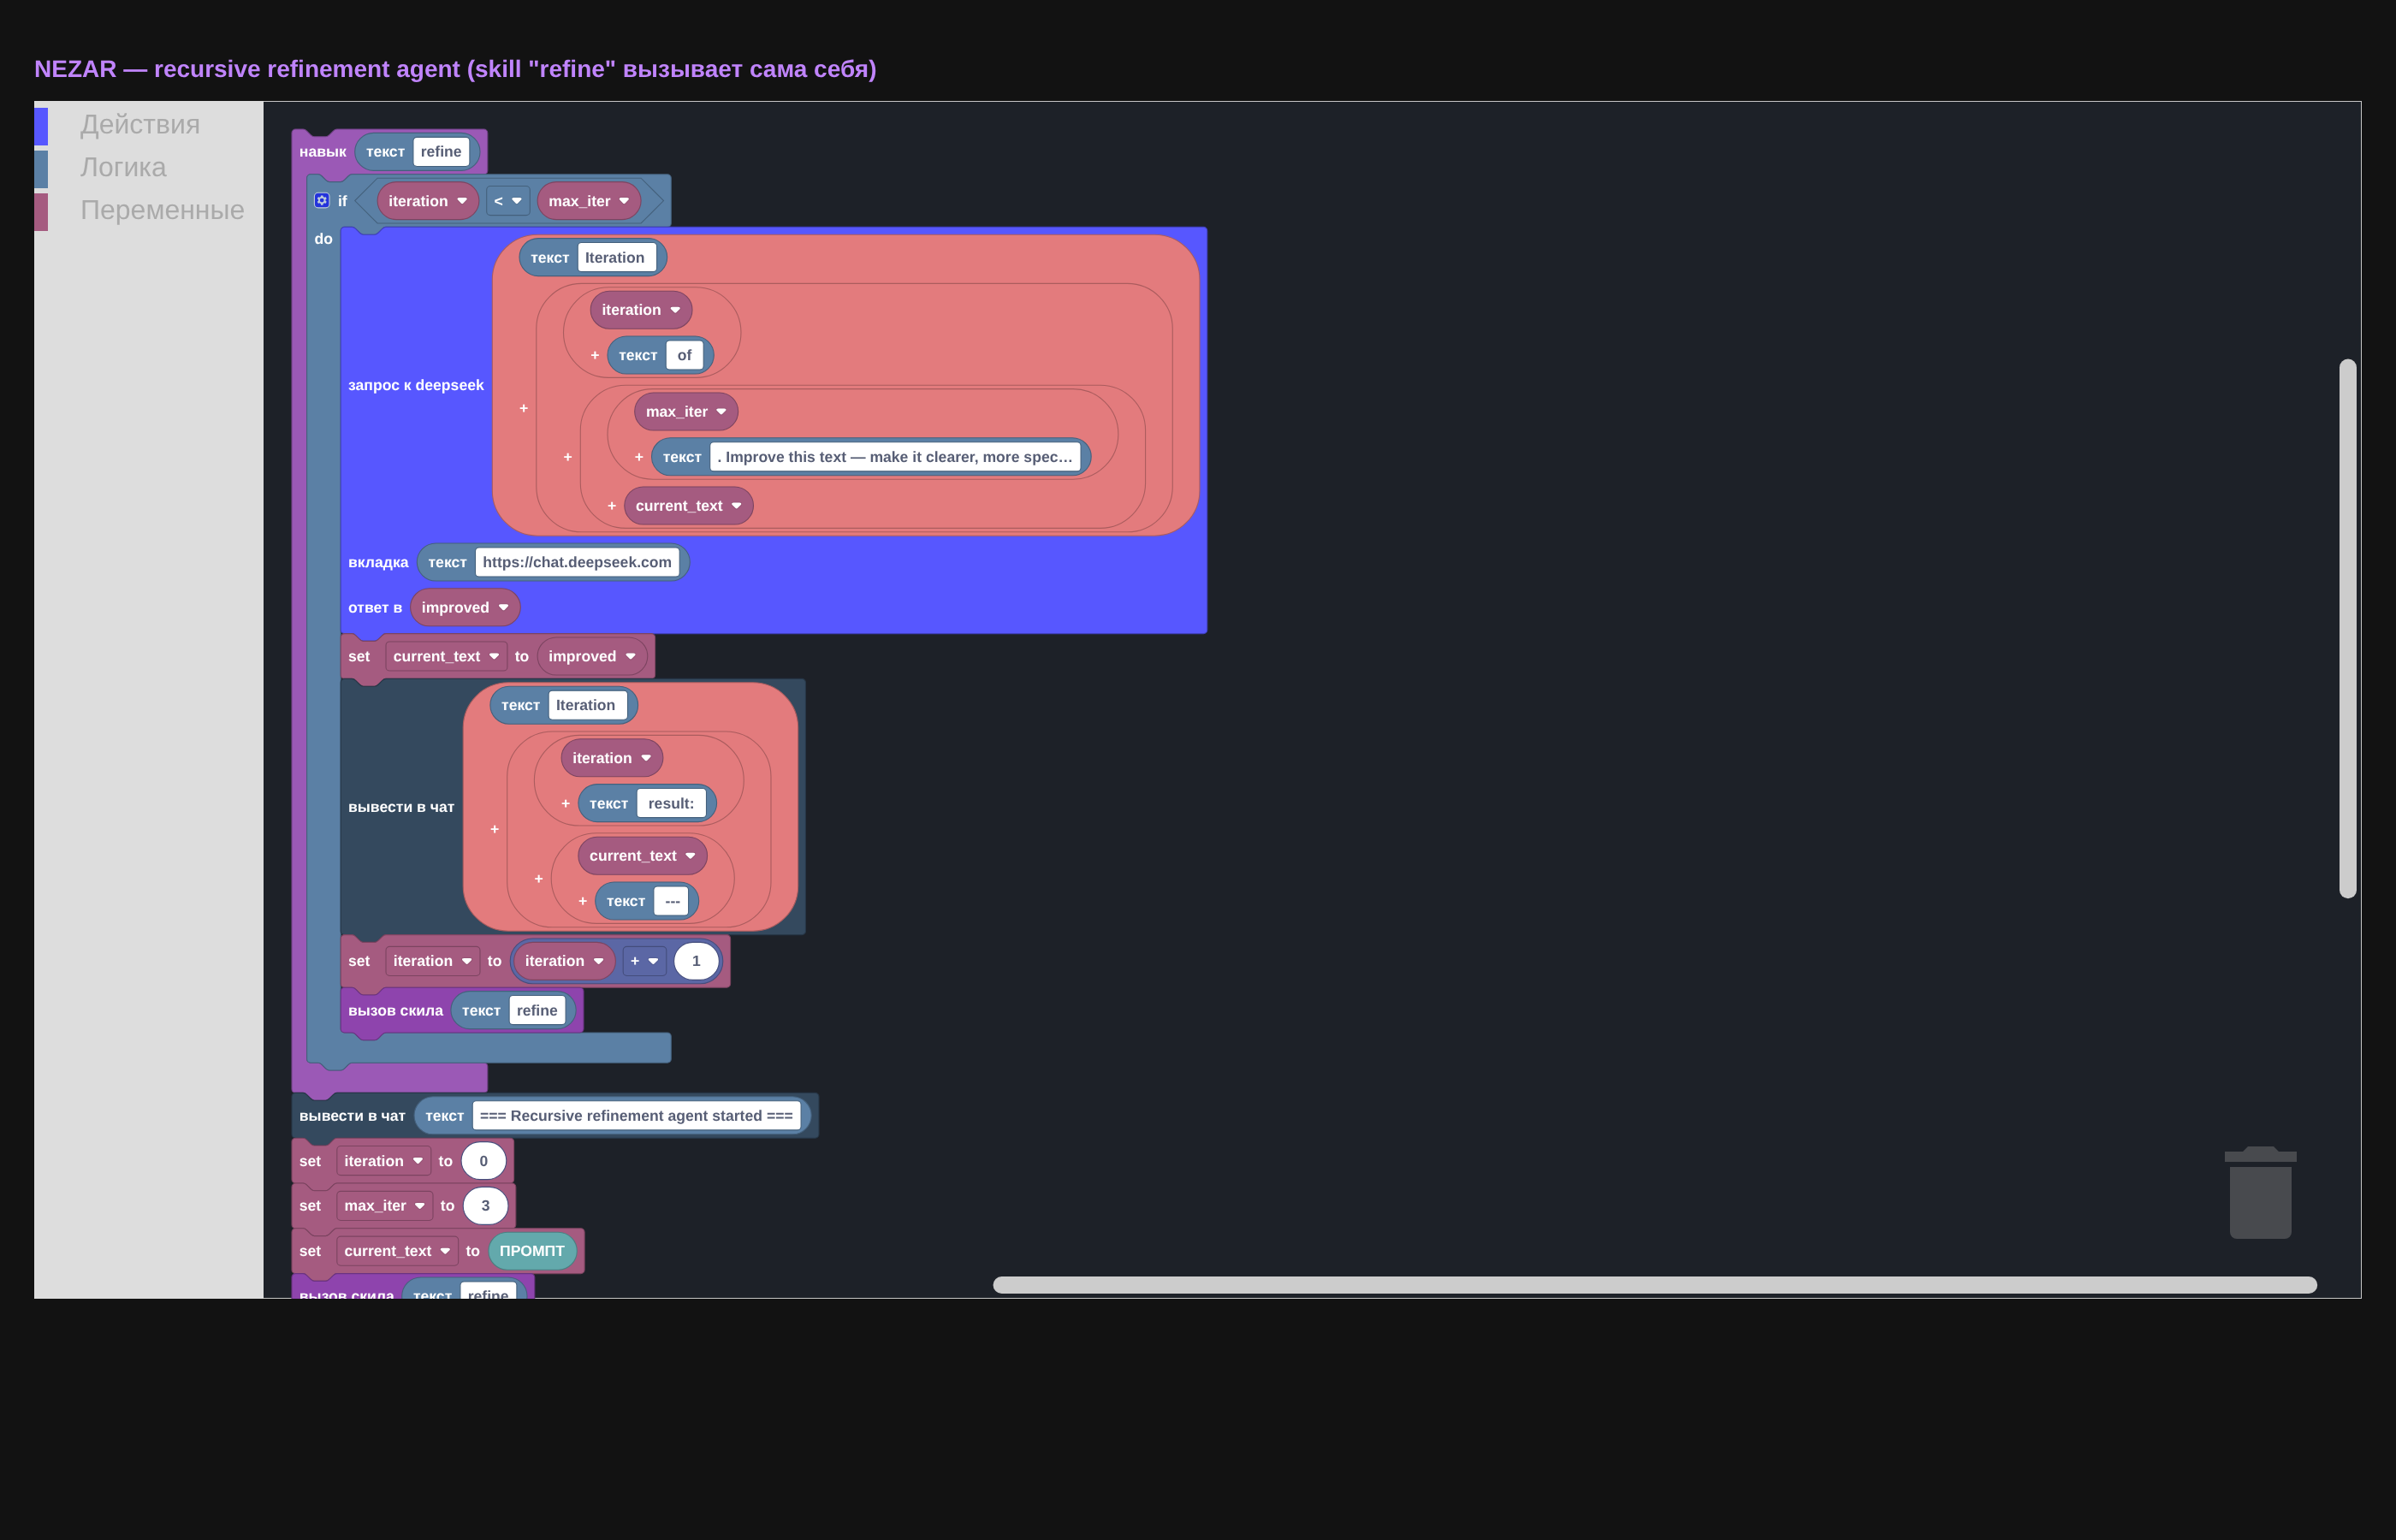 NEZAR — recursive refinement agent (skill "refine" вызывает сама себя)
Действия
Логика
Переменные
навык текст refine
if iteration < max_iter
do
запрос к deepseek
текст Iteration
iteration
+ текст of
+
max_iter
+ + текст . Improve this text — make it clearer, more spec…
+ current_text
вкладка текст https://chat.deepseek.com
ответ в improved
set current_text to improved
вывести в чат
текст Iteration
iteration
+ текст result:
+
current_text
+
+ текст ---
set iteration to iteration + 1
вызов скила текст refine
вывести в чат текст === Recursive refinement agent started ===
set iteration to 0
set max_iter to 3
set current_text to ПРОМПТ
вызов скила текст refine